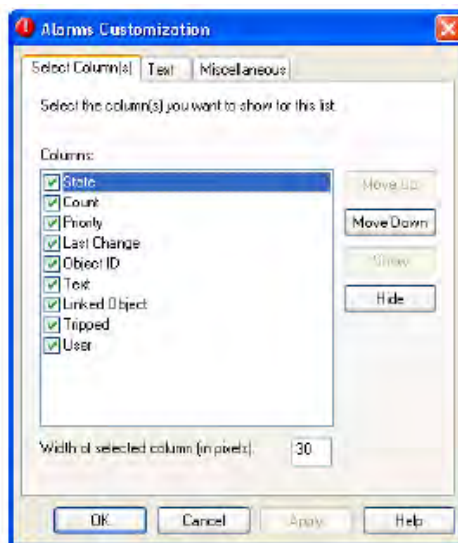 Alarms Customization
Select Column(s) Text Miscellaneous
Select the column(s) you want to show for this list.
Columns:
State
Count
Priority
Last Change
Object ID
Text
Linked Object
Tripped
User
Move Up
Move Down
Show
Hide
Width of selected column (in pixels) 30
OK Cancel Apply Help